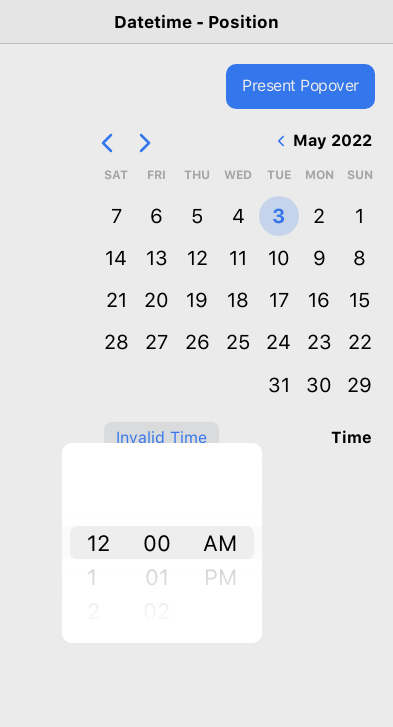 Datetime - Position
Present Popover
May 2022
SAT FRI THU WED TUE MON SUN
7 6 5 4 3 2 1
14 13 12 11 10 9 8
21 20 19 18 17 16 15
28 27 26 25 24 23 22
31 30 29
Invalid Time Time
12 00 AM
1 01 PM
2 02